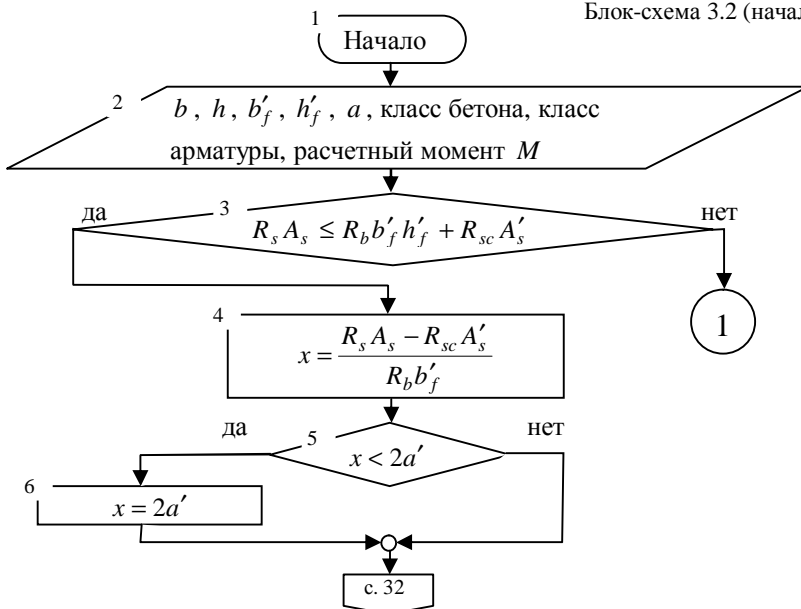 Блок-схема 3.2 (начал
1
Начало
2
b , h , b′_f , h′_f , a , класс бетона, класс
арматуры, расчетный момент M
да
3
нет
R_s A_s ≤ R_b b′_f h′_f + R_sc A′_s
1
4
x = (R_s A_s − R_sc A′_s) / (R_b b′_f)
да
5
нет
x < 2a′
6
x = 2a′
с. 32